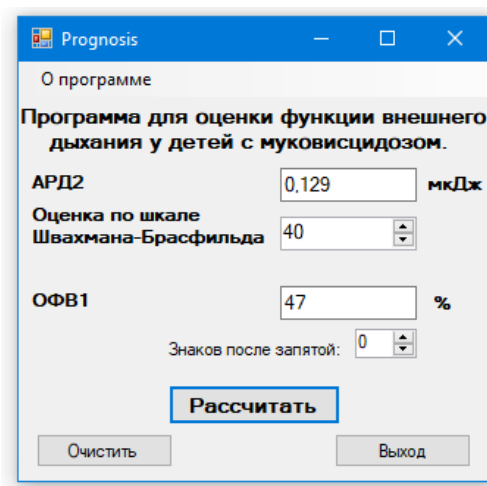 Prognosis
О программе
Программа для оценки функции внешнего
дыхания у детей с муковисцидозом.
АРД2 0,129 мкДж
Оценка по шкале
Швахмана-Брасфильда 40
ОФВ1 47 %
Знаков после запятой: 0
Рассчитать
Очистить Выход